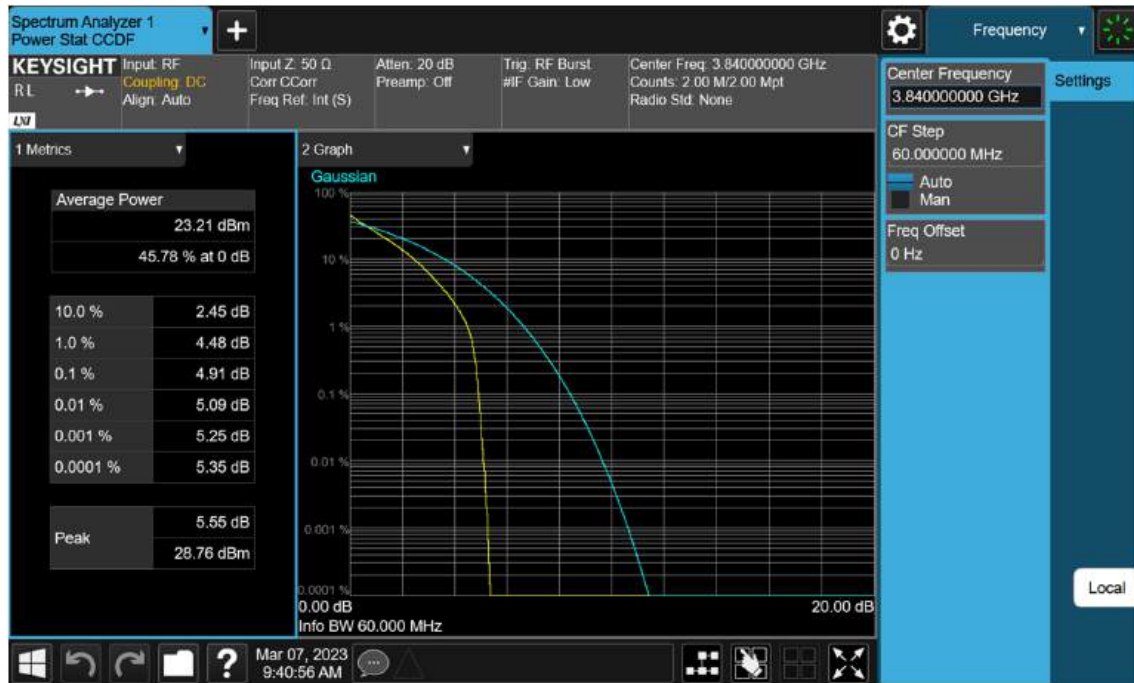 Spectrum Analyzer 1
Power Stat CCDF
+
Frequency
KEYSIGHT
RL
LXI
Input: RF
Coupling: DC
Align: Auto
Input Z: 50 Ω
Corr CCorr
Freq Ref: Int (S)
Atten: 20 dB
Preamp: Off
Trig: RF Burst
#IF Gain: Low
Center Freq: 3.840000000 GHz
Counts: 2.00 M/2.00 Mpt
Radio Std: None
Center Frequency
3.840000000 GHz
Settings
CF Step
60.000000 MHz
Auto
Man
Freq Offset
0 Hz
1 Metrics
Average Power
23.21 dBm
45.78 % at 0 dB
10.0 % 2.45 dB
1.0 % 4.48 dB
0.1 % 4.91 dB
0.01 % 5.09 dB
0.001 % 5.25 dB
0.0001 % 5.35 dB
Peak
5.55 dB
28.76 dBm
2 Graph
Gaussian
100 %
10 %
1 %
0.1 %
0.01 %
0.001 %
0.0001 %
0.00 dB 20.00 dB
Info BW 60.000 MHz
Local
?
Mar 07, 2023
9:40:56 AM